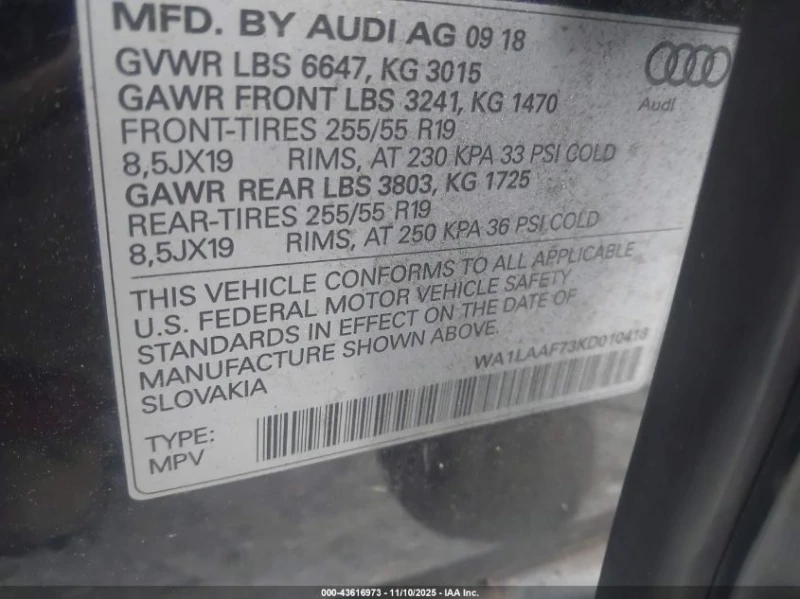 MFD. BY AUDI AG 09 18
GVWR LBS 6647, KG 3015
GAWR FRONT LBS 3241, KG 1470
FRONT-TIRES 255/55 R19
8,5JX19 RIMS, AT 230 KPA 33 PSI COLD
GAWR REAR LBS 3803, KG 1725
REAR-TIRES 255/55 R19
8,5JX19 RIMS, AT 250 KPA 36 PSI COLD
Audi
THIS VEHICLE CONFORMS TO ALL APPLICABLE
U.S. FEDERAL MOTOR VEHICLE SAFETY
STANDARDS IN EFFECT ON THE DATE OF
MANUFACTURE SHOWN ABOVE.
SLOVAKIA
WA1LAAF73KD010418
TYPE:
MPV
000-43616973 - 11/10/2025 - IAA Inc.